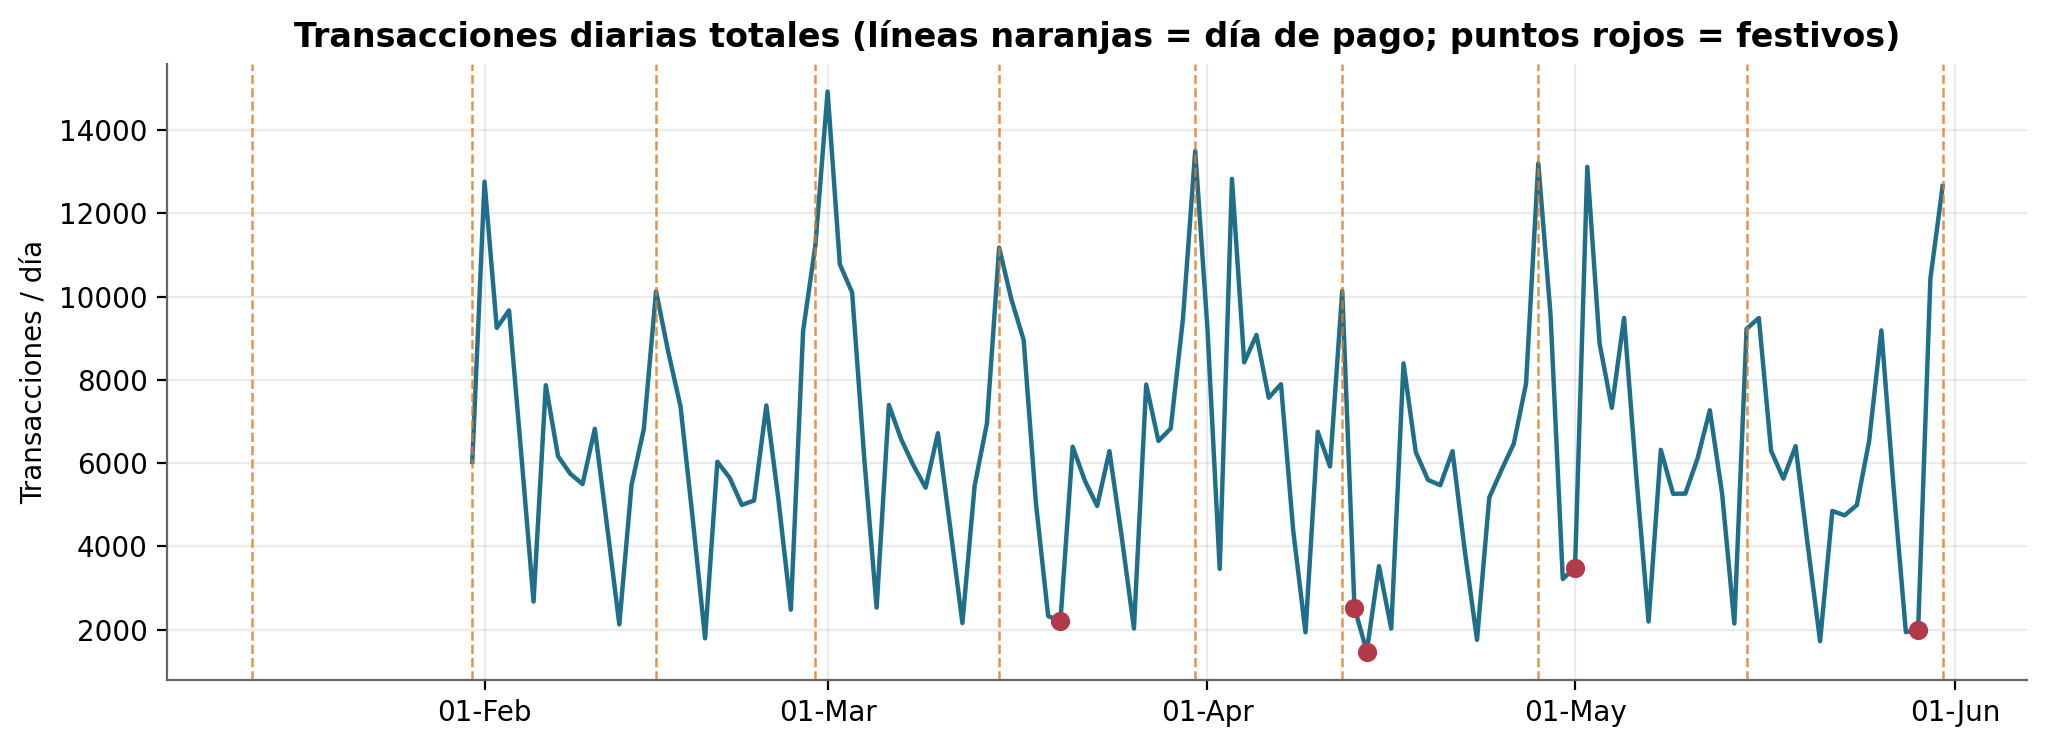 Transacciones diarias totales (líneas naranjas = día de pago; puntos rojos = festivos)
Transacciones / día
14000
12000
10000
8000
6000
4000
2000
01-Feb
01-Mar
01-Apr
01-May
01-Jun